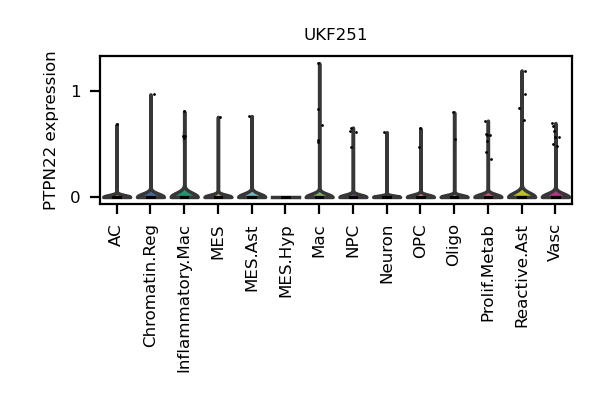 UKF251
PTPN22 expression
1
0
AC
Chromatin.Reg
Inflammatory.Mac
MES
MES.Ast
MES.Hyp
Mac
NPC
Neuron
OPC
Oligo
Prolif.Metab
Reactive.Ast
Vasc